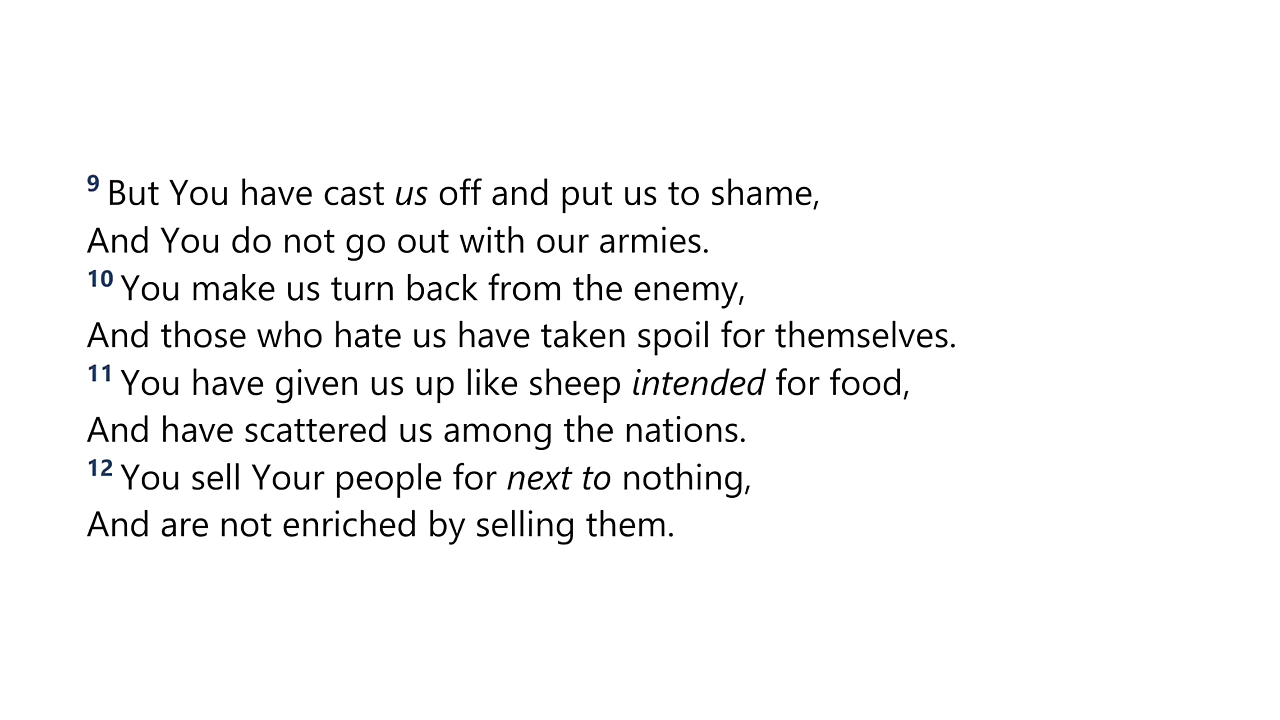 9 But You have cast us off and put us to shame,
And You do not go out with our armies.
10 You make us turn back from the enemy,
And those who hate us have taken spoil for themselves.
11 You have given us up like sheep intended for food,
And have scattered us among the nations.
12 You sell Your people for next to nothing,
And are not enriched by selling them.